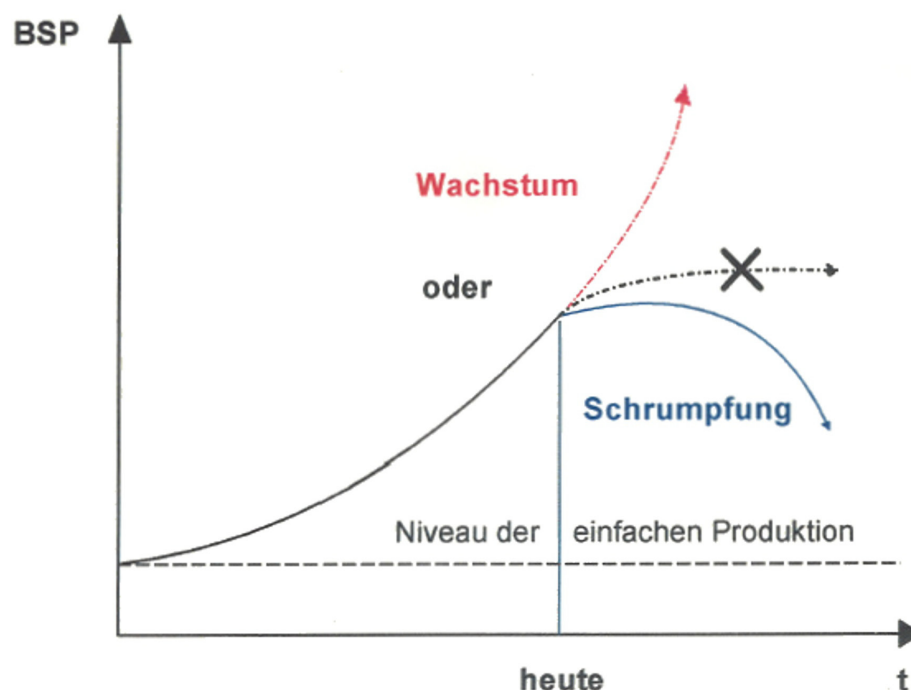 BSP
Wachstum
oder
Schrumpfung
Niveau der einfachen Produktion
heute
t